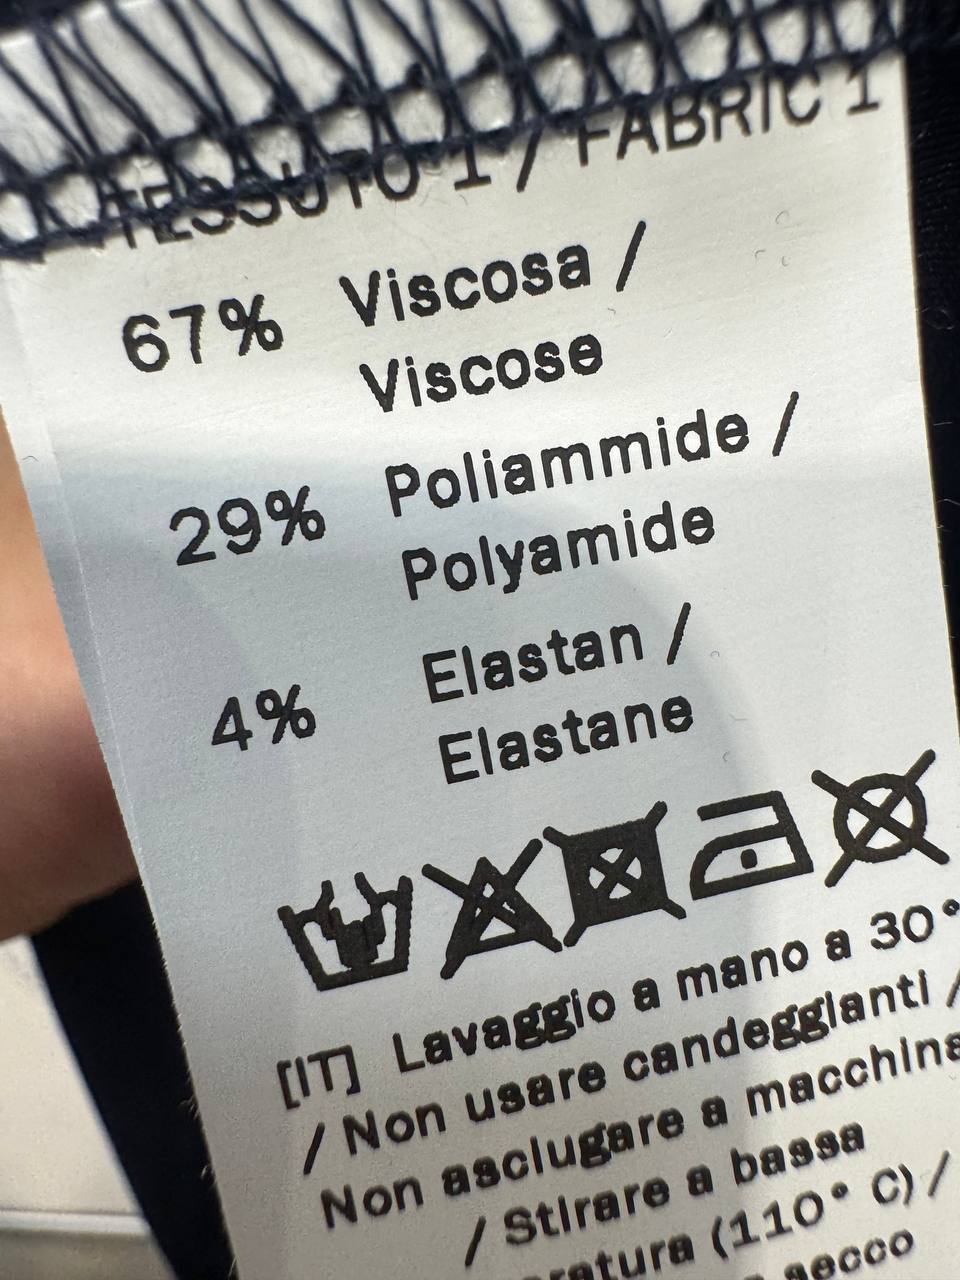 TESSUTO 1 / FABRIC 1
67% Viscosa /
Viscose
29% Poliammide /
Polyamide
4% Elastan /
Elastane
[IT] Lavaggio a mano a 30°
/ Non usare candeggianti /
Non asciugare a macchina
/ Stirare a bassa
ratura (110° C) /
secco